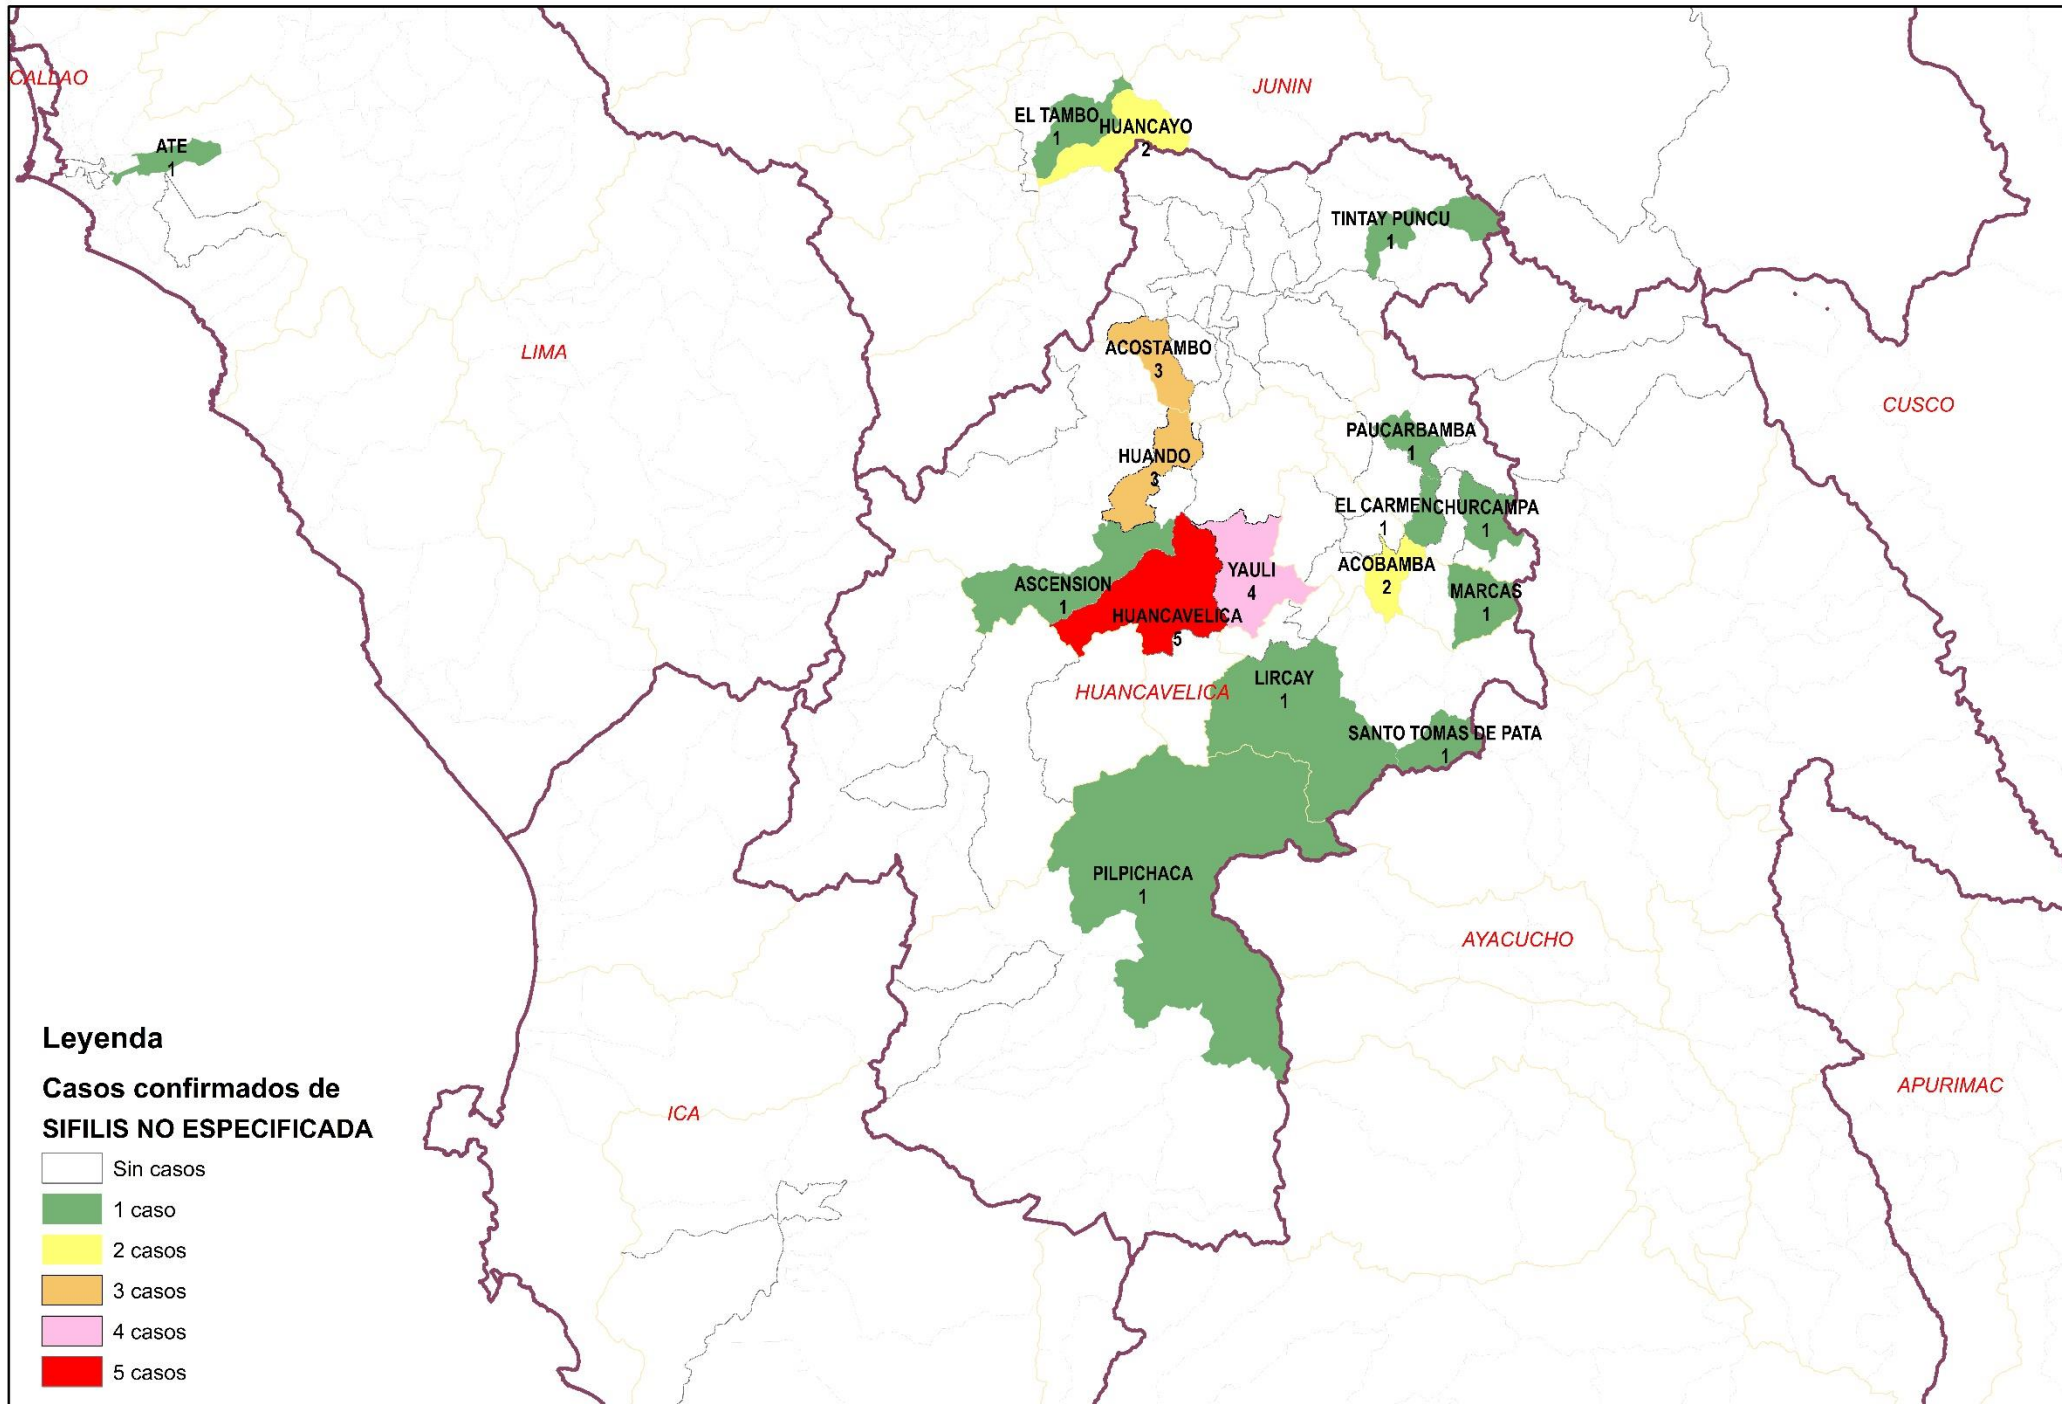 CALLAO
JUNIN
EL TAMBO
1
HUANCAYO
2
ATE
1
TINTAY PUNCU
1
LIMA
ACOSTAMBO
3
CUSCO
PAUCARBAMBA
1
HUANDO
3
EL CARMEN
1
CHURCAMPA
1
ACOBAMBA
2
YAULI
4
ASCENSION
1
MARCAS
1
HUANCAVELICA
5
LIRCAY
1
HUANCAVELICA
SANTO TOMAS DE PATA
1
PILPICHACA
1
AYACUCHO
APURIMAC
ICA
Leyenda
Casos confirmados de
SIFILIS NO ESPECIFICADA
Sin casos
1 caso
2 casos
3 casos
4 casos
5 casos